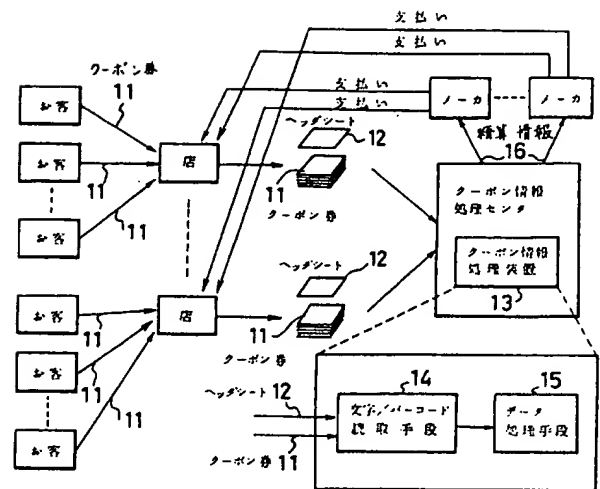 支払い
支払い
クーポン券
11
お客
支払い
支払い
メーカ
メーカ
ヘッダシート
12
精算情報
16
お客
11
店
11
クーポン券
クーポン情報
処理センタ
お客
11
ヘッダシート
12
クーポン情報
処理装置
13
お客
11
店
11
クーポン券
お客
11
11
お客
ヘッダシート
12
クーポン券 11
14
文字/バーコード
読取手段
15
データ
処理手段